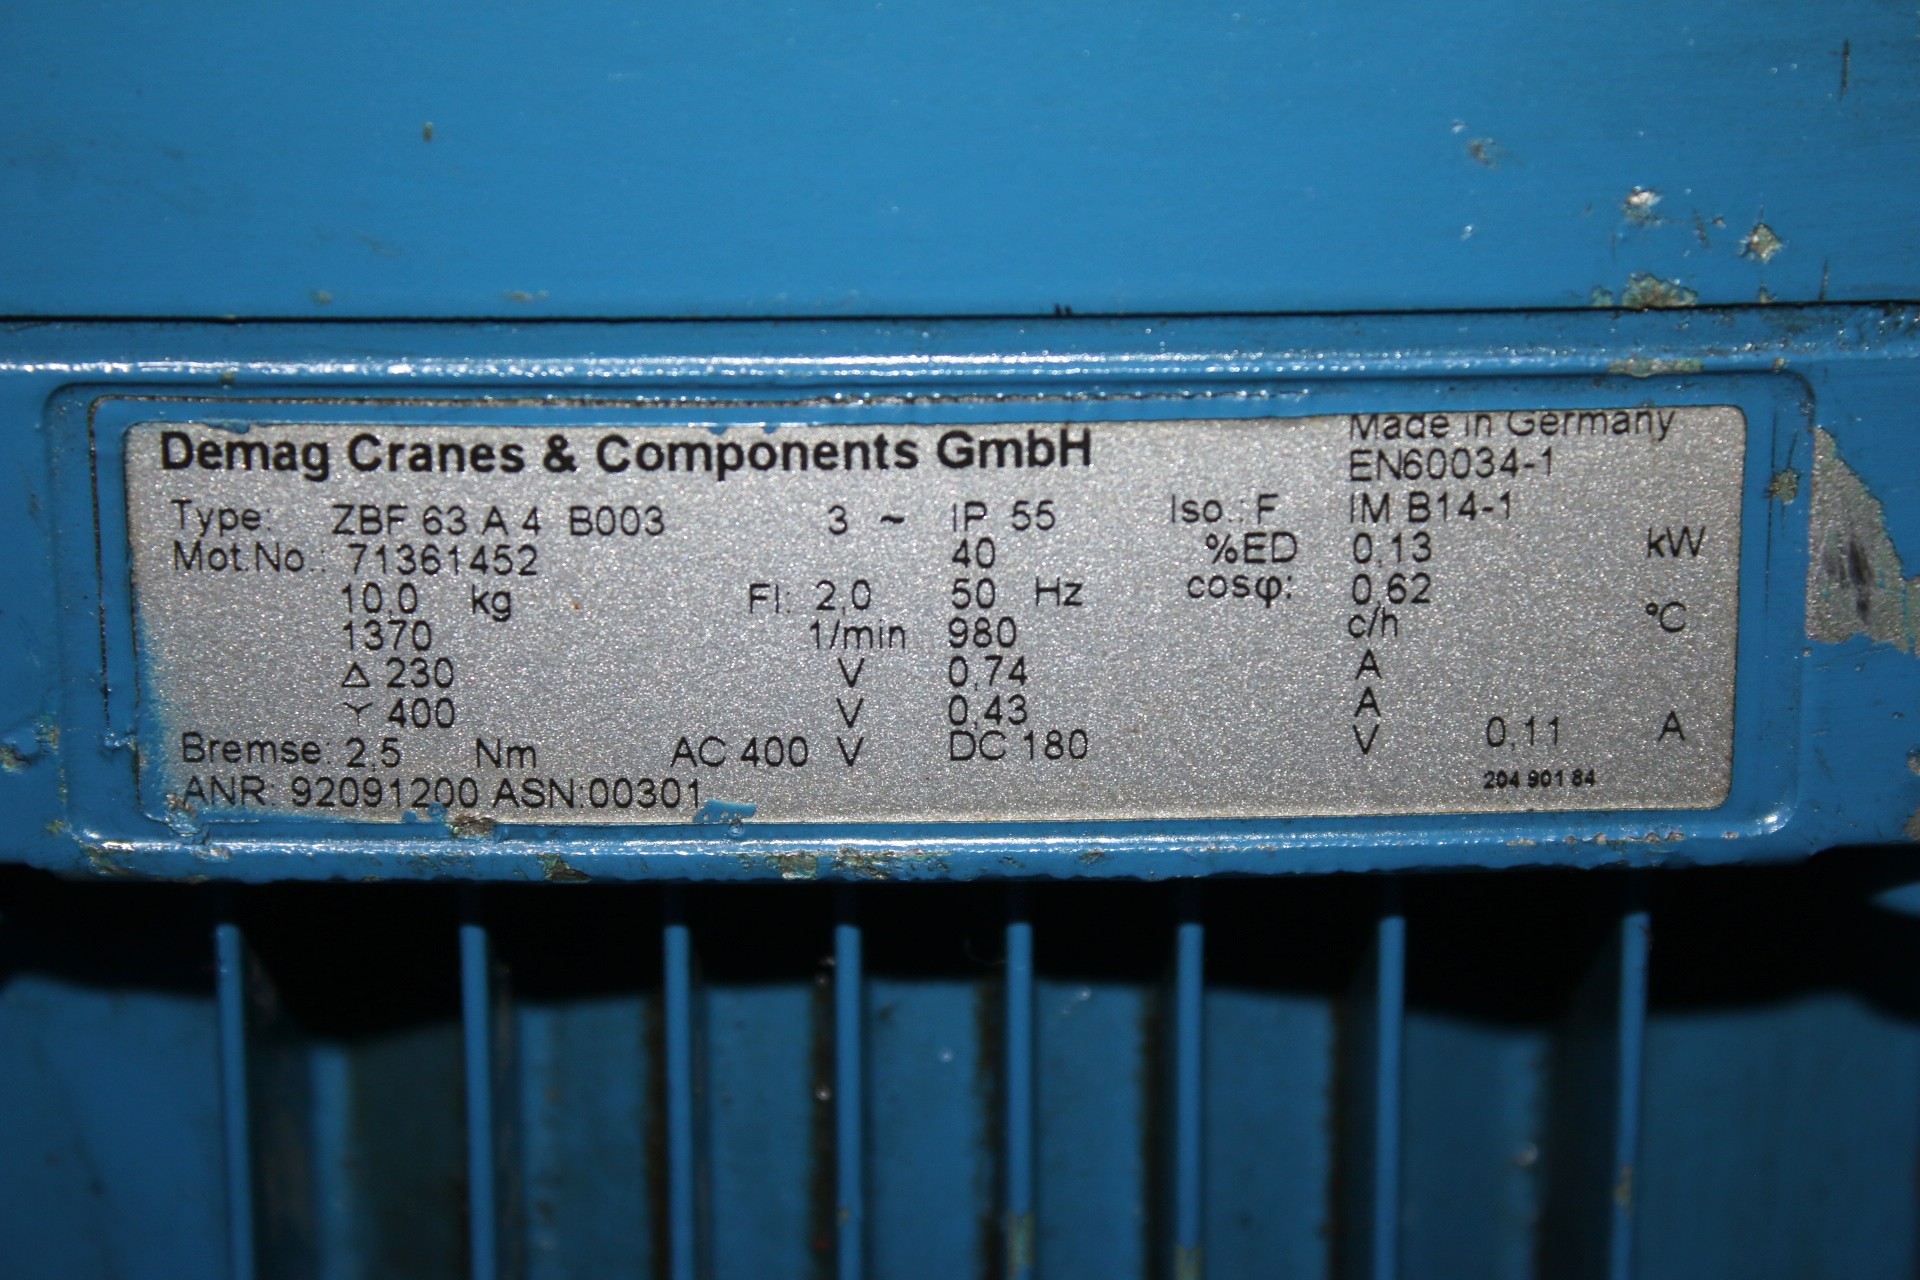 Demag Cranes & Components GmbH Made in Germany
EN60034-1
Type: ZBF 63 A 4 B003 3 ~ IP 55 Iso.: F IM B14-1
Mot.No.: 71361452 40 %ED 0,13 kW
10,0 kg FI: 2,0 50 Hz cosφ: 0,62
1370 1/min 980 c/h °C
△ 230 V 0,74 A
Y 400 V 0,43 A
Bremse: 2,5 Nm AC 400 V DC 180 V 0,11 A
ANR: 92091200 ASN:00301 204 901 84